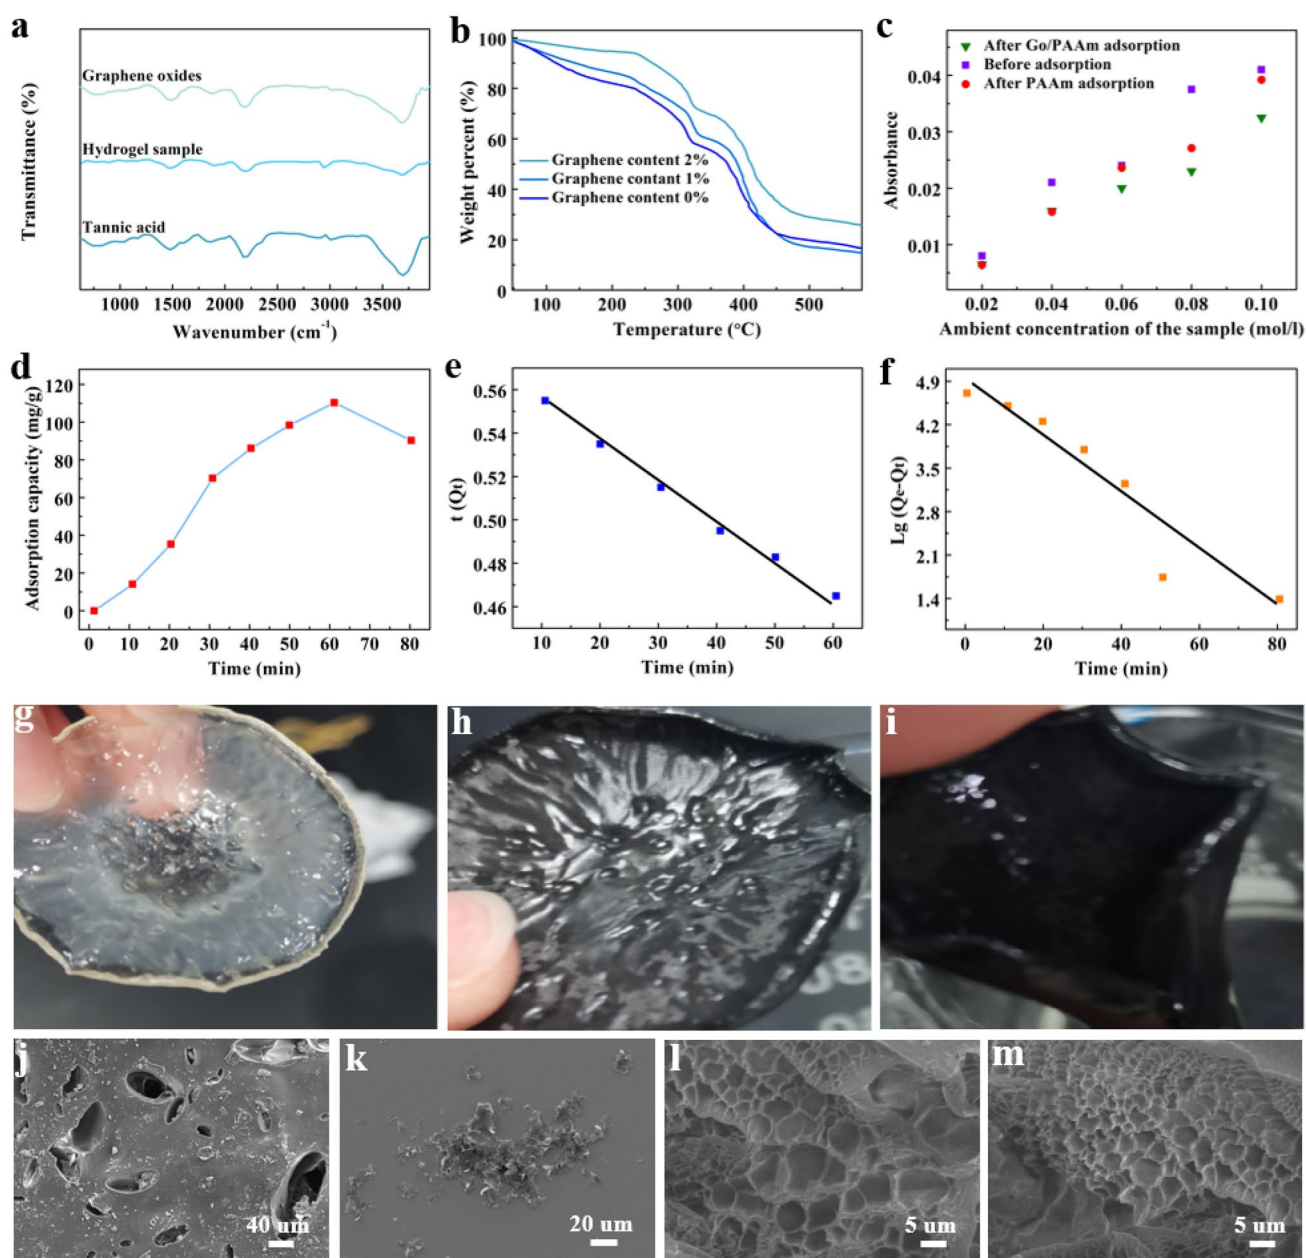 a
Transmittance (%)
Graphene oxides
Hydrogel sample
Tannic acid
1000 1500 2000 2500 3000 3500
Wavenumber (cm-1)
b
Weight percent (%)
100
80
60
40
20
0
Graphene content 2%
Graphene contant 1%
Graphene content 0%
100 200 300 400 500
Temperature (°C)
c
Absorbance
After Go/PAAm adsorption
Before adsorption
After PAAm adsorption
0.04
0.03
0.02
0.01
0.02 0.04 0.06 0.08 0.10
Ambient concentration of the sample (mol/l)
d
Adsorption capacity (mg/g)
120
100
80
60
40
20
0
0 10 20 30 40 50 60 70 80
Time (min)
e
t (Qt)
0.56
0.54
0.52
0.50
0.48
0.46
10 20 30 40 50 60
Time (min)
f
Lg (Qe-Qt)
4.9
4.2
3.5
2.8
2.1
1.4
0 20 40 60 80
Time (min)
g
h
i
j
40 um
k
20 um
l
5 um
m
5 um